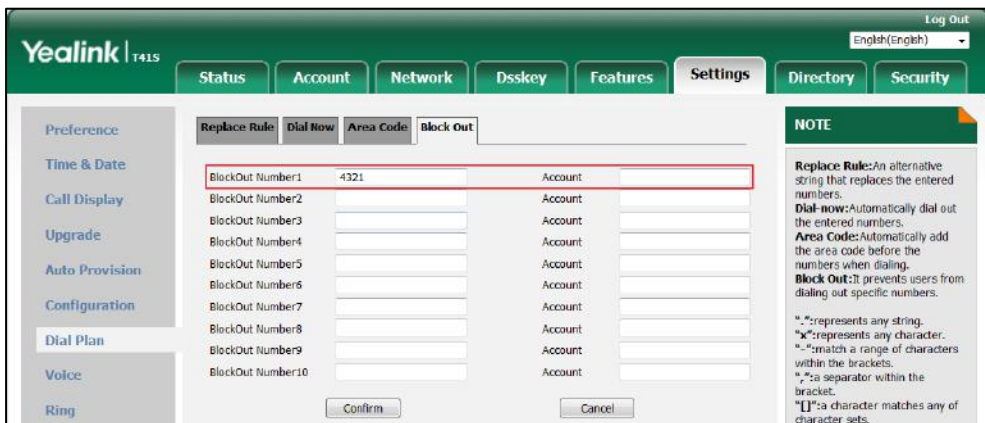 Log Out
Yealink | T41S
English(English)
Status Account Network Dsskey Features Settings Directory Security
Preference
Time & Date
Call Display
Upgrade
Auto Provision
Configuration
Dial Plan
Voice
Ring
Replace Rule Dial Now Area Code Block Out
BlockOut Number1 4321 Account
BlockOut Number2 Account
BlockOut Number3 Account
BlockOut Number4 Account
BlockOut Number5 Account
BlockOut Number6 Account
BlockOut Number7 Account
BlockOut Number8 Account
BlockOut Number9 Account
BlockOut Number10 Account
Confirm Cancel
NOTE
Replace Rule:An alternative
string that replaces the entered
numbers.
Dial-now:Automatically dial out
the entered numbers.
Area Code:Automatically add
the area code before the
numbers when dialing.
Block Out:It prevents users from
dialing out specific numbers.
".":represents any string.
"x":represents any character.
"-":match a range of characters
within the brackets.
",":a separator within the
bracket.
"[]":a character matches any of
character sets.